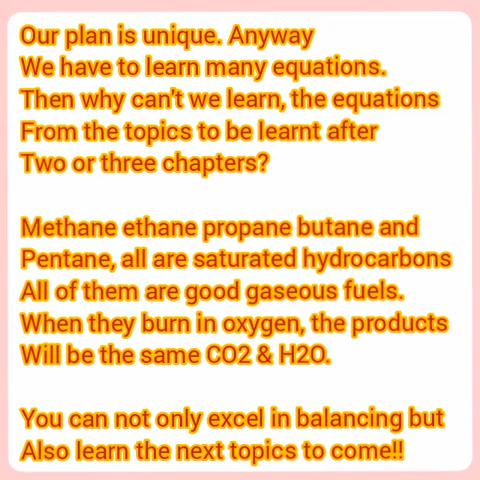 Our plan is unique. Anyway
We have to learn many equations.
Then why can't we learn, the equations
From the topics to be learnt after
Two or three chapters?
Methane ethane propane butane and
Pentane, all are saturated hydrocarbons
All of them are good gaseous fuels.
When they burn in oxygen, the products
Will be the same CO2 & H2O.
You can not only excel in balancing but
Also learn the next topics to come!!